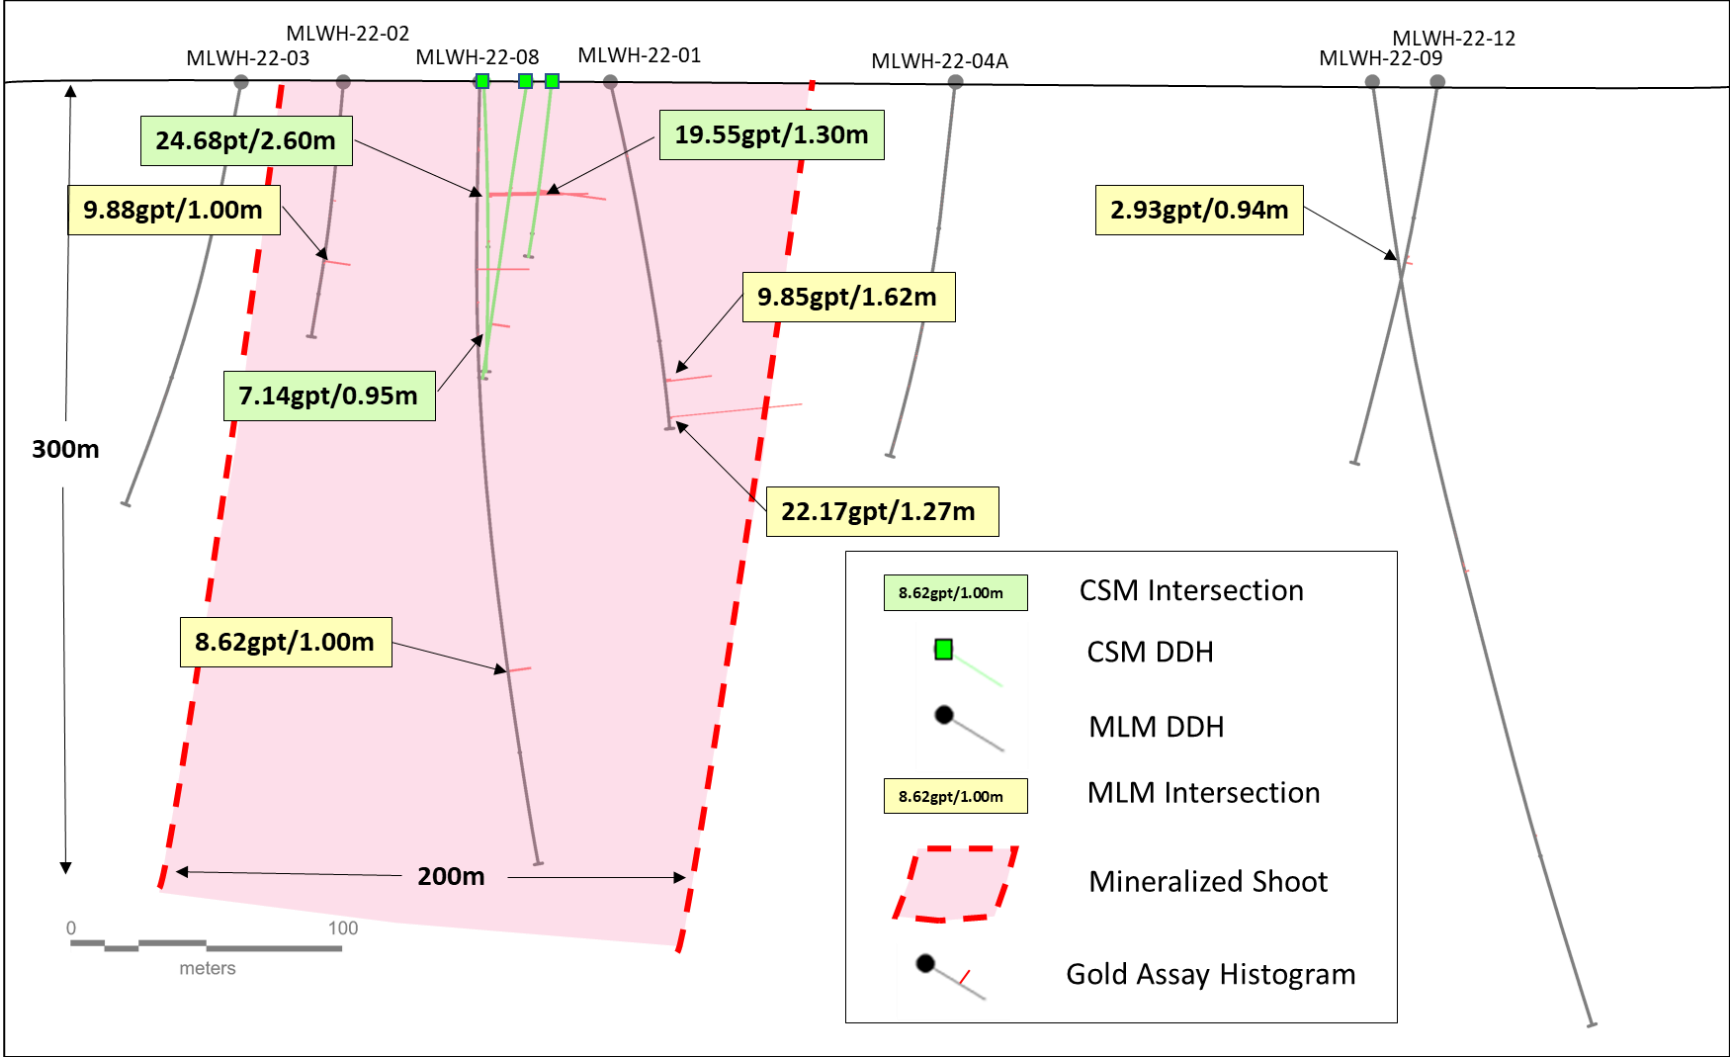 MLWH-22-02
MLWH-22-03
MLWH-22-08
MLWH-22-01
MLWH-22-04A
MLWH-22-12
MLWH-22-09
24.68pt/2.60m
19.55gpt/1.30m
9.88gpt/1.00m
2.93gpt/0.94m
9.85gpt/1.62m
7.14gpt/0.95m
300m
22.17gpt/1.27m
8.62gpt/1.00m
200m
0
100
meters
8.62gpt/1.00m
CSM Intersection
CSM DDH
MLM DDH
8.62gpt/1.00m
MLM Intersection
Mineralized Shoot
Gold Assay Histogram